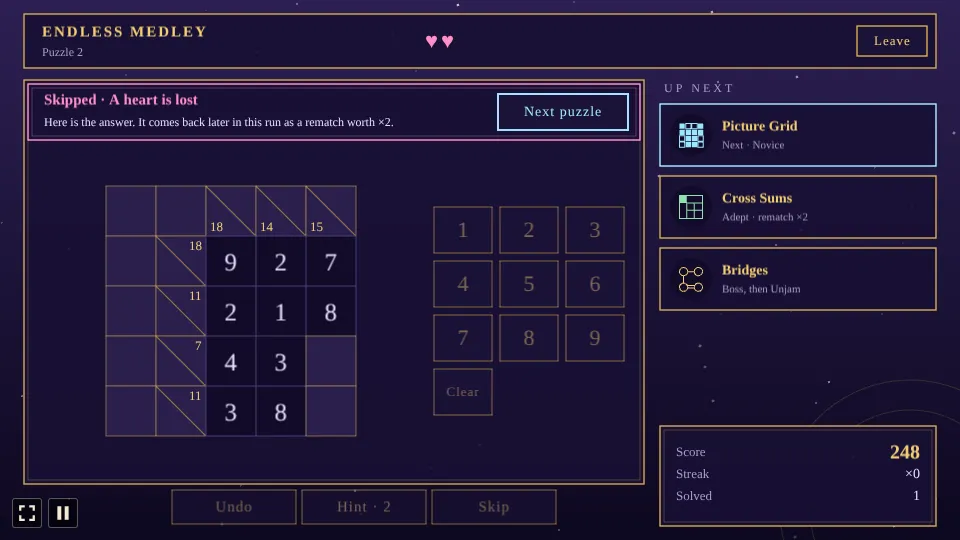 ENDLESS MEDLEY
Puzzle 2
Leave
Skipped · A heart is lost
Here is the answer. It comes back later in this run as a rematch worth ×2.
Next puzzle
18 14 15
18 9 2 7
11 2 1 8
7 4 3
11 3 8
1 2 3
4 5 6
7 8 9
Clear
Undo
Hint · 2
Skip
UP NEXT
Picture Grid
Next · Novice
Cross Sums
Adept · rematch ×2
Bridges
Boss, then Unjam
Score 248
Streak ×0
Solved 1